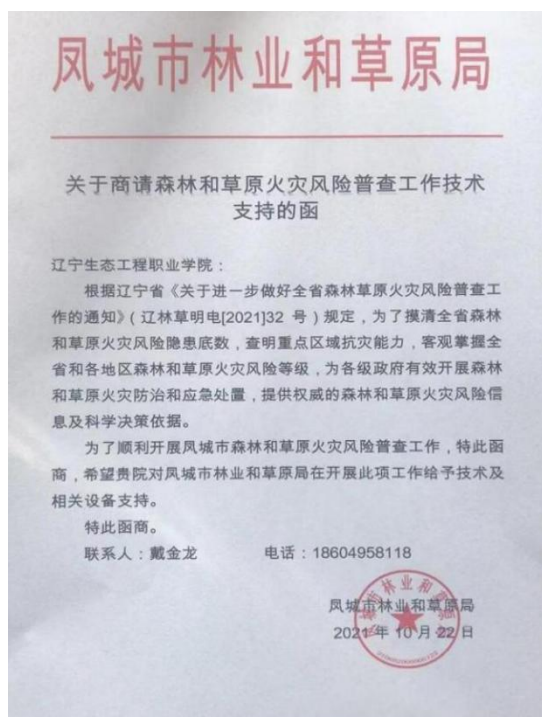 凤城市林业和草原局
关于商请森林和草原火灾风险普查工作技术
支持的函
辽宁生态工程职业学院：
根据辽宁省《关于进一步做好全省森林草原火灾风险普查工
作的通知》（辽林草明电[2021]32 号）规定，为了摸清全省森林
和草原火灾风险隐患底数，查明重点区域抗灾能力，客观掌握全
省和各地区森林和草原火灾风险等级，为各级政府有效开展森林
和草原火灾防治和应急处置，提供权威的森林和草原火灾风险信
息及科学决策依据。
为了顺利开展凤城市森林和草原火灾风险普查工作，特此函
商，希望贵院对凤城市林业和草原局在开展此项工作给予技术及
相关设备支持。
特此函商。
联系人：戴金龙 电话：18604958118
凤城市林业和草原局
2021 年 10 月 22 日
凤城市林业和草原局